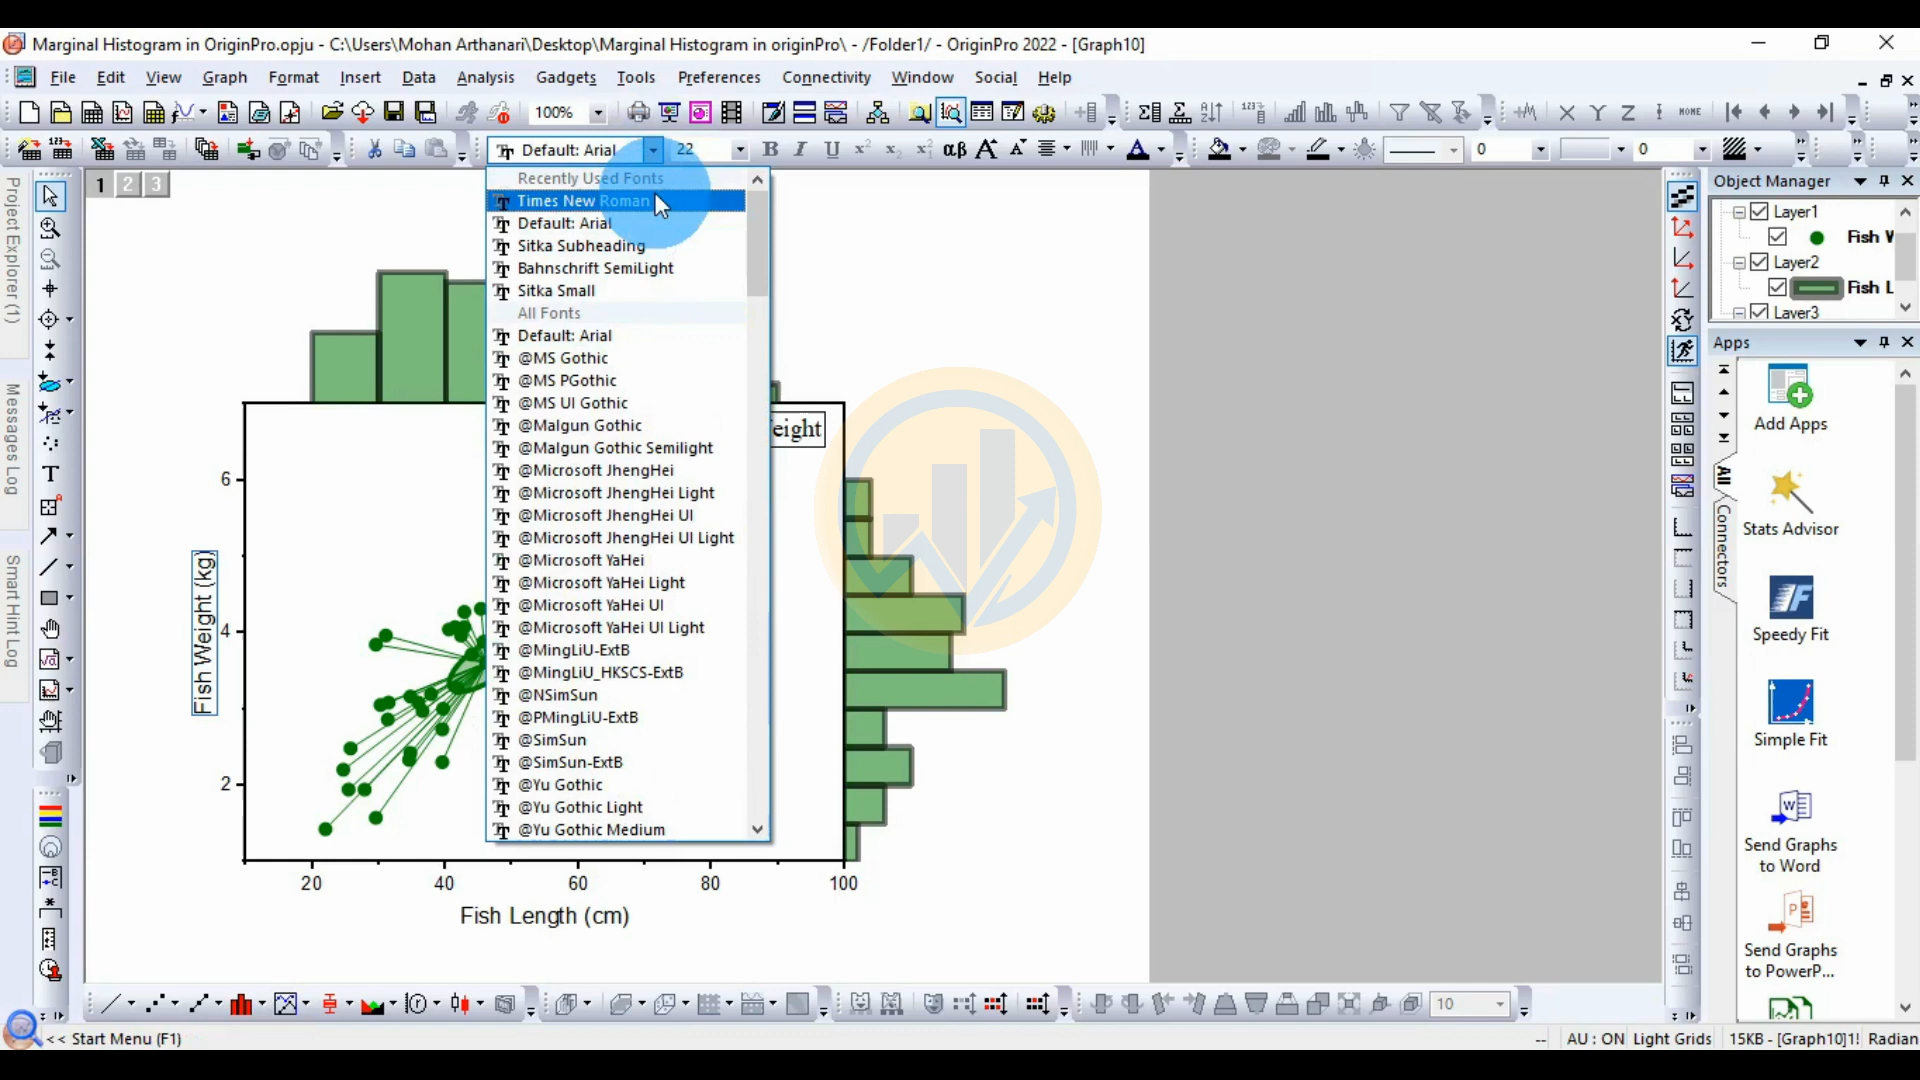 Marginal Histogram in OriginPro.opju - C:\Users\Mohan Arthanari\Desktop\Marginal Histogram in originPro\ - /Folder1/ - OriginPro 2022 - [Graph10]
File Edit View Graph Format Insert Data Analysis Gadgets Tools Preferences Connectivity Window Social Help
100%
X Y Z
HOME
Default: Arial
22
B I U
αβ
0
0
Project Explorer (1)
Messages Log
Smart Hint Log
1 2 3
Recently Used Fonts
Times New Roman
Default: Arial
Sitka Subheading
Bahnschrift SemiLight
Sitka Small
All Fonts
Default: Arial
@MS Gothic
@MS PGothic
@MS UI Gothic
@Malgun Gothic
@Malgun Gothic Semilight
@Microsoft JhengHei
@Microsoft JhengHei Light
@Microsoft JhengHei UI
@Microsoft JhengHei UI Light
@Microsoft YaHei
@Microsoft YaHei Light
@Microsoft YaHei UI
@Microsoft YaHei UI Light
@MingLiU-ExtB
@MingLiU_HKSCS-ExtB
@NSimSun
@PMingLiU-ExtB
@SimSun
@SimSun-ExtB
@Yu Gothic
@Yu Gothic Light
@Yu Gothic Medium
eight
6
4
2
Fish Weight (kg)
20 40 60 80 100
Fish Length (cm)
Object Manager
Layer1
Fish W
Layer2
Fish L
Layer3
Apps
All
Connectors
Add Apps
Stats Advisor
Speedy Fit
Simple Fit
Send Graphs
to Word
Send Graphs
to PowerP...
10
<< Start Menu (F1)
--
AU : ON
Light Grids
15KB - [Graph10]1!
Radian